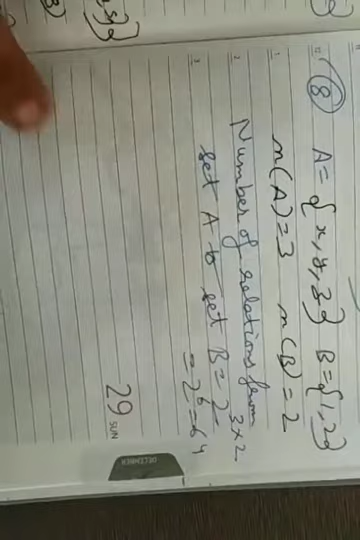 8 A = {x, y, z} B = {1, 2}
n(A) = 3 n(B) = 2
Number of relations from
set A to set B = 2^3×2
= 2^6 = 64
29 SUN
DECEMBER